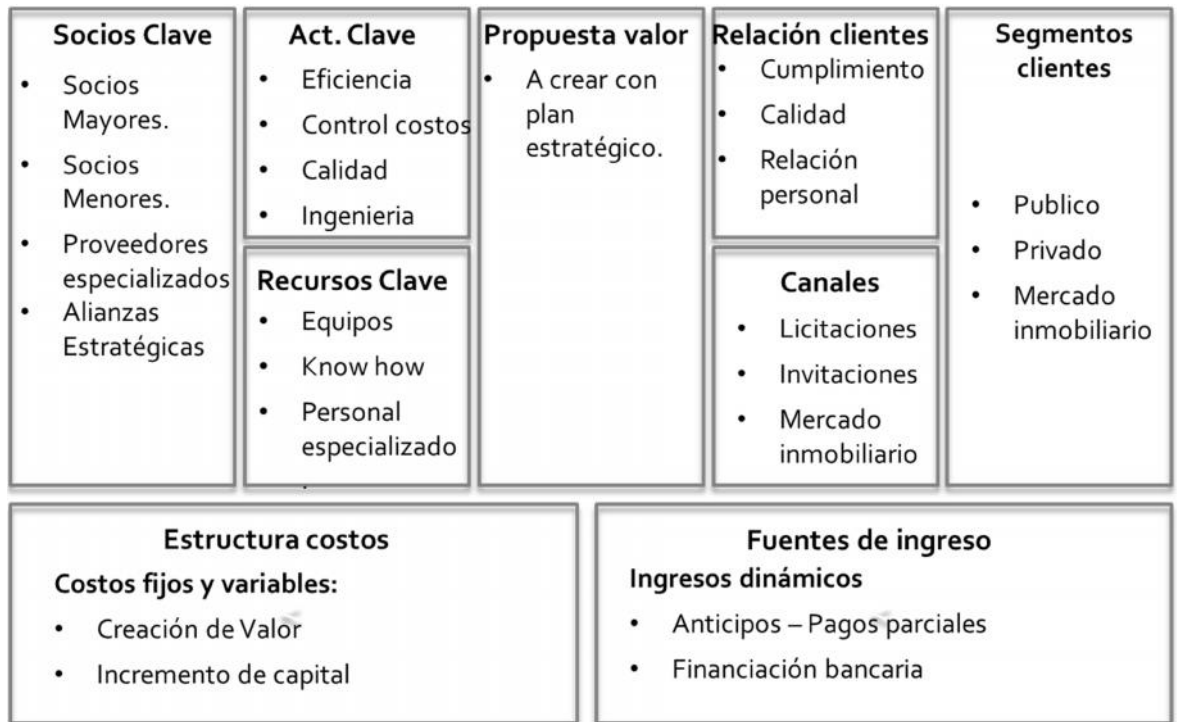 Socios Clave
• Socios
Mayores.
• Socios
Menores.
• Proveedores
especializados
• Alianzas
Estratégicas
Act. Clave
• Eficiencia
• Control costos
• Calidad
• Ingenieria
Recursos Clave
• Equipos
• Know how
• Personal
especializado
Propuesta valor
• A crear con
plan
estratégico.
Relación clientes
• Cumplimiento
• Calidad
• Relación
personal
Canales
• Licitaciones
• Invitaciones
• Mercado
inmobiliario
Segmentos
clientes
• Publico
• Privado
• Mercado
inmobiliario
Estructura costos
Costos fijos y variables:
• Creación de Valor
• Incremento de capital
Fuentes de ingreso
Ingresos dinámicos
• Anticipos – Pagos parciales
• Financiación bancaria